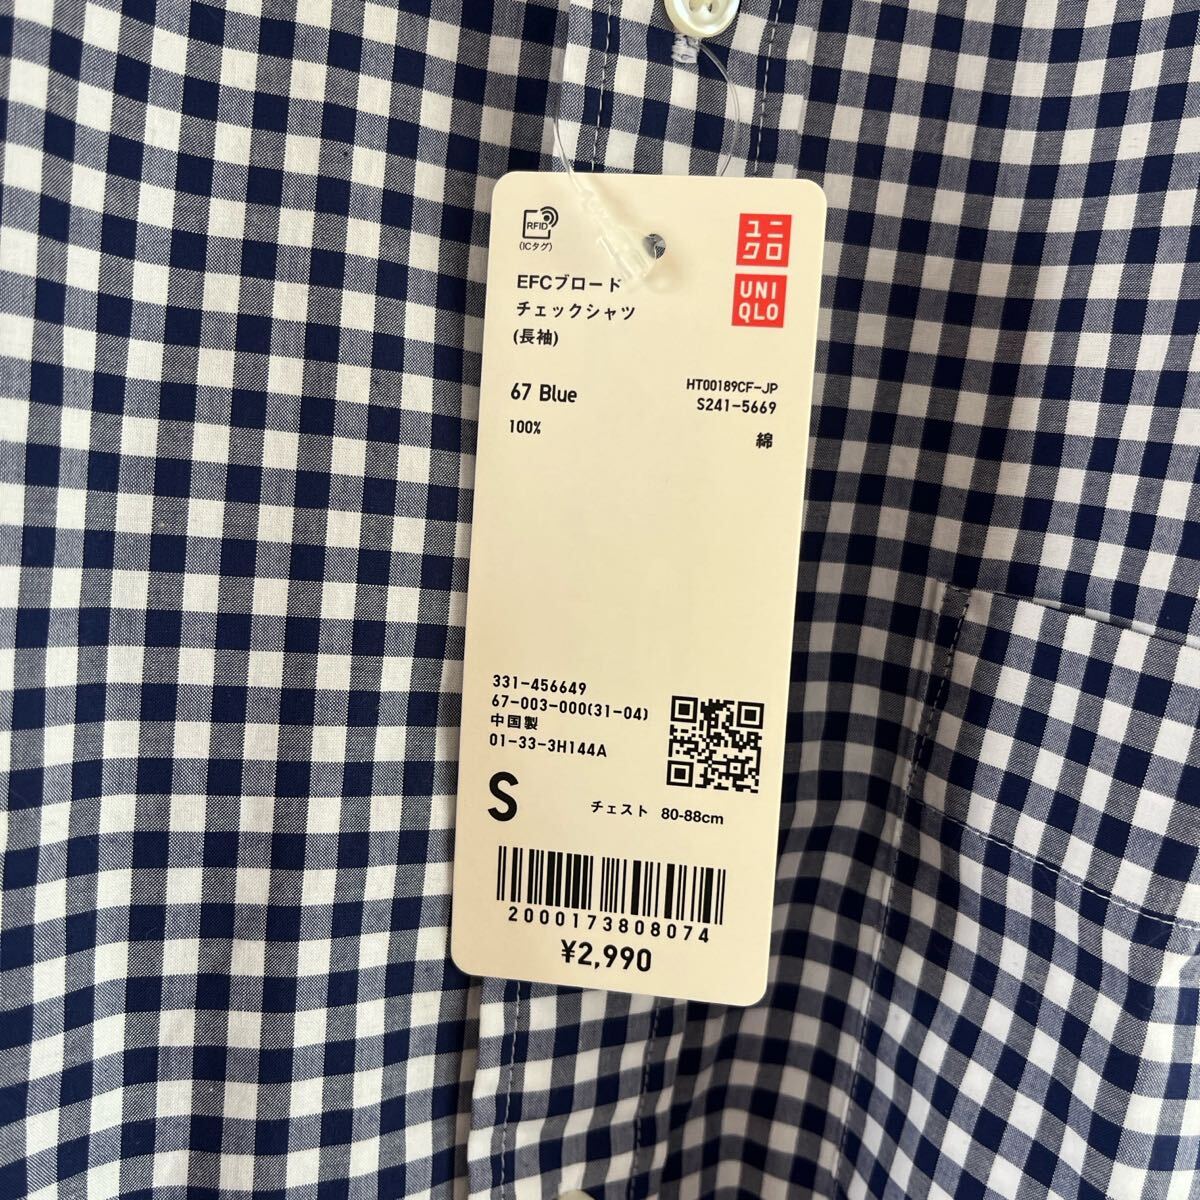 RFID
(ICタグ)
ユニ
クロ
UNI
QLO
EFCブロード
チェックシャツ
(長袖)
67 Blue
HT00189CF-JP
S241-5669
100%
綿
331-456649
67-003-000(31-04)
中国製
01-33-3H144A
S
チェスト 80-88cm
2000173808074
¥2,990